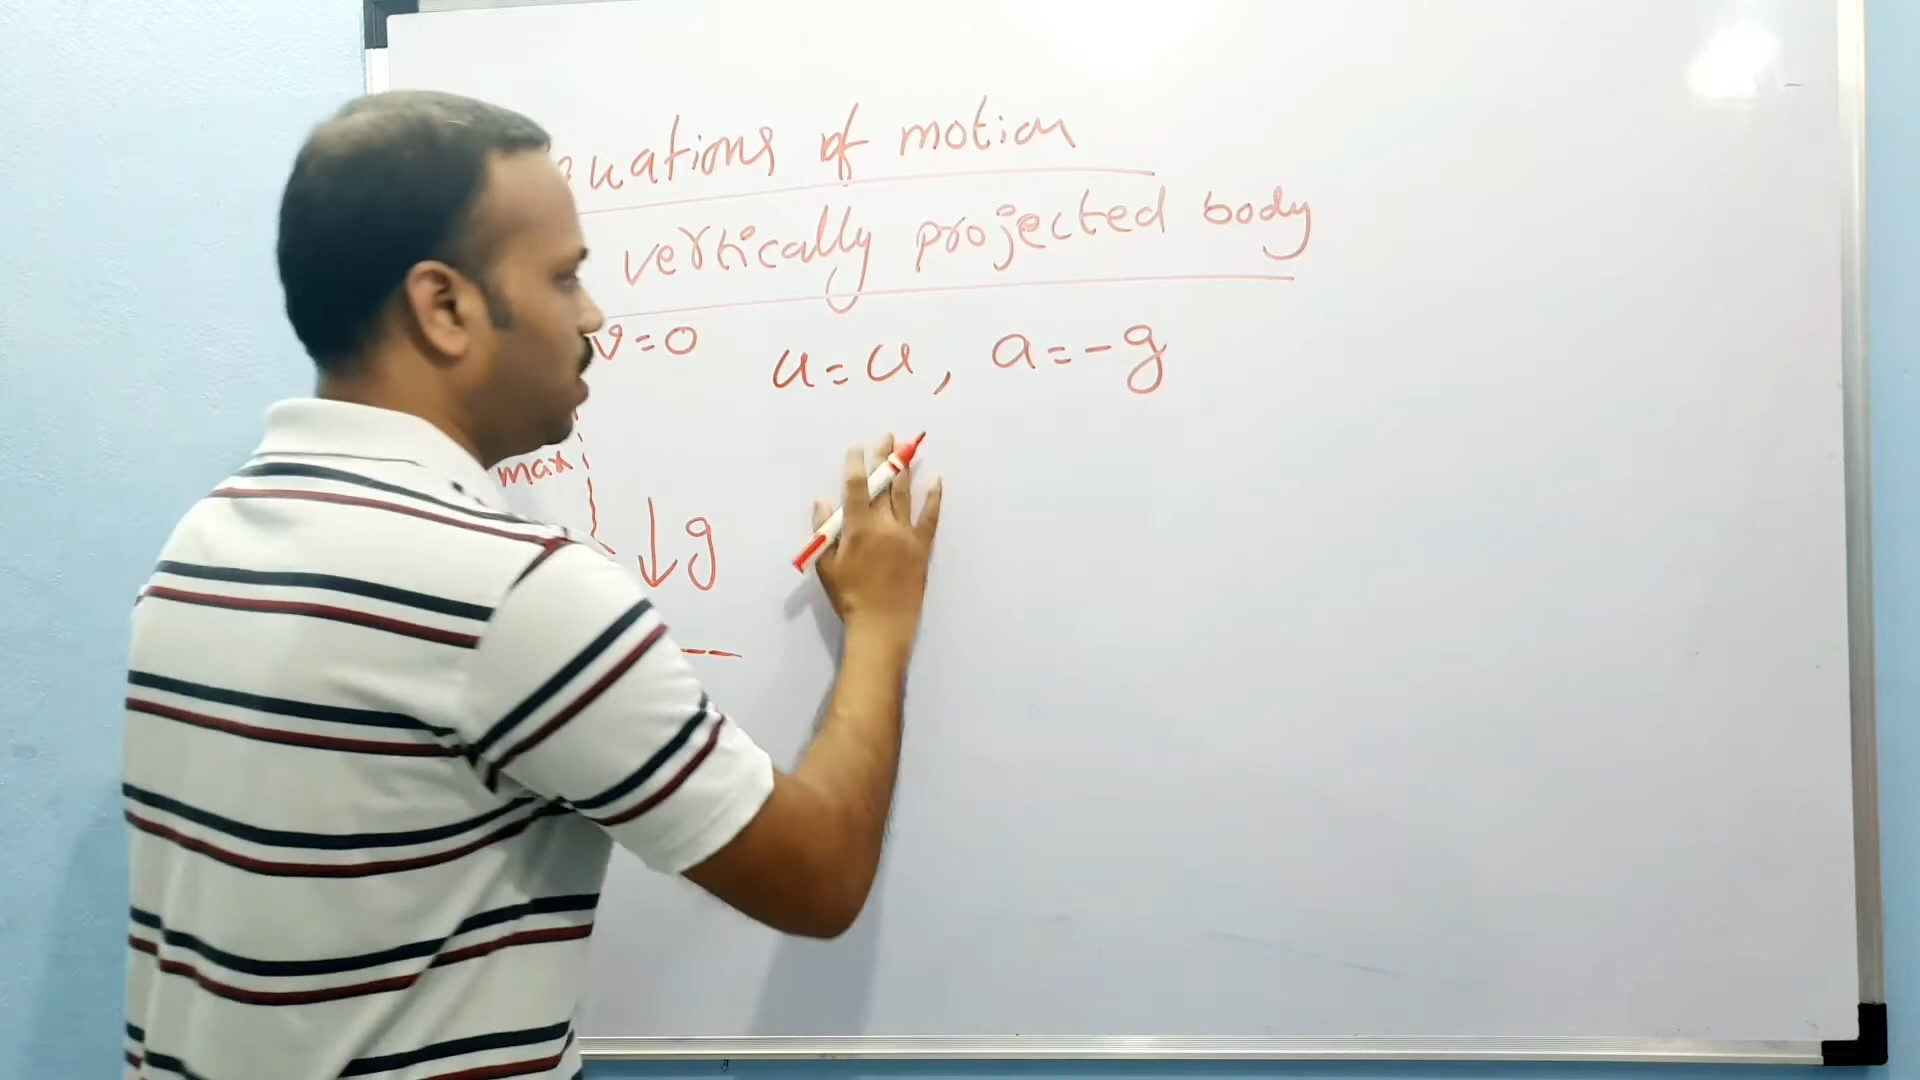 uations of motion
vertically projected body
v=0
u=u, a=-g
max
↓g